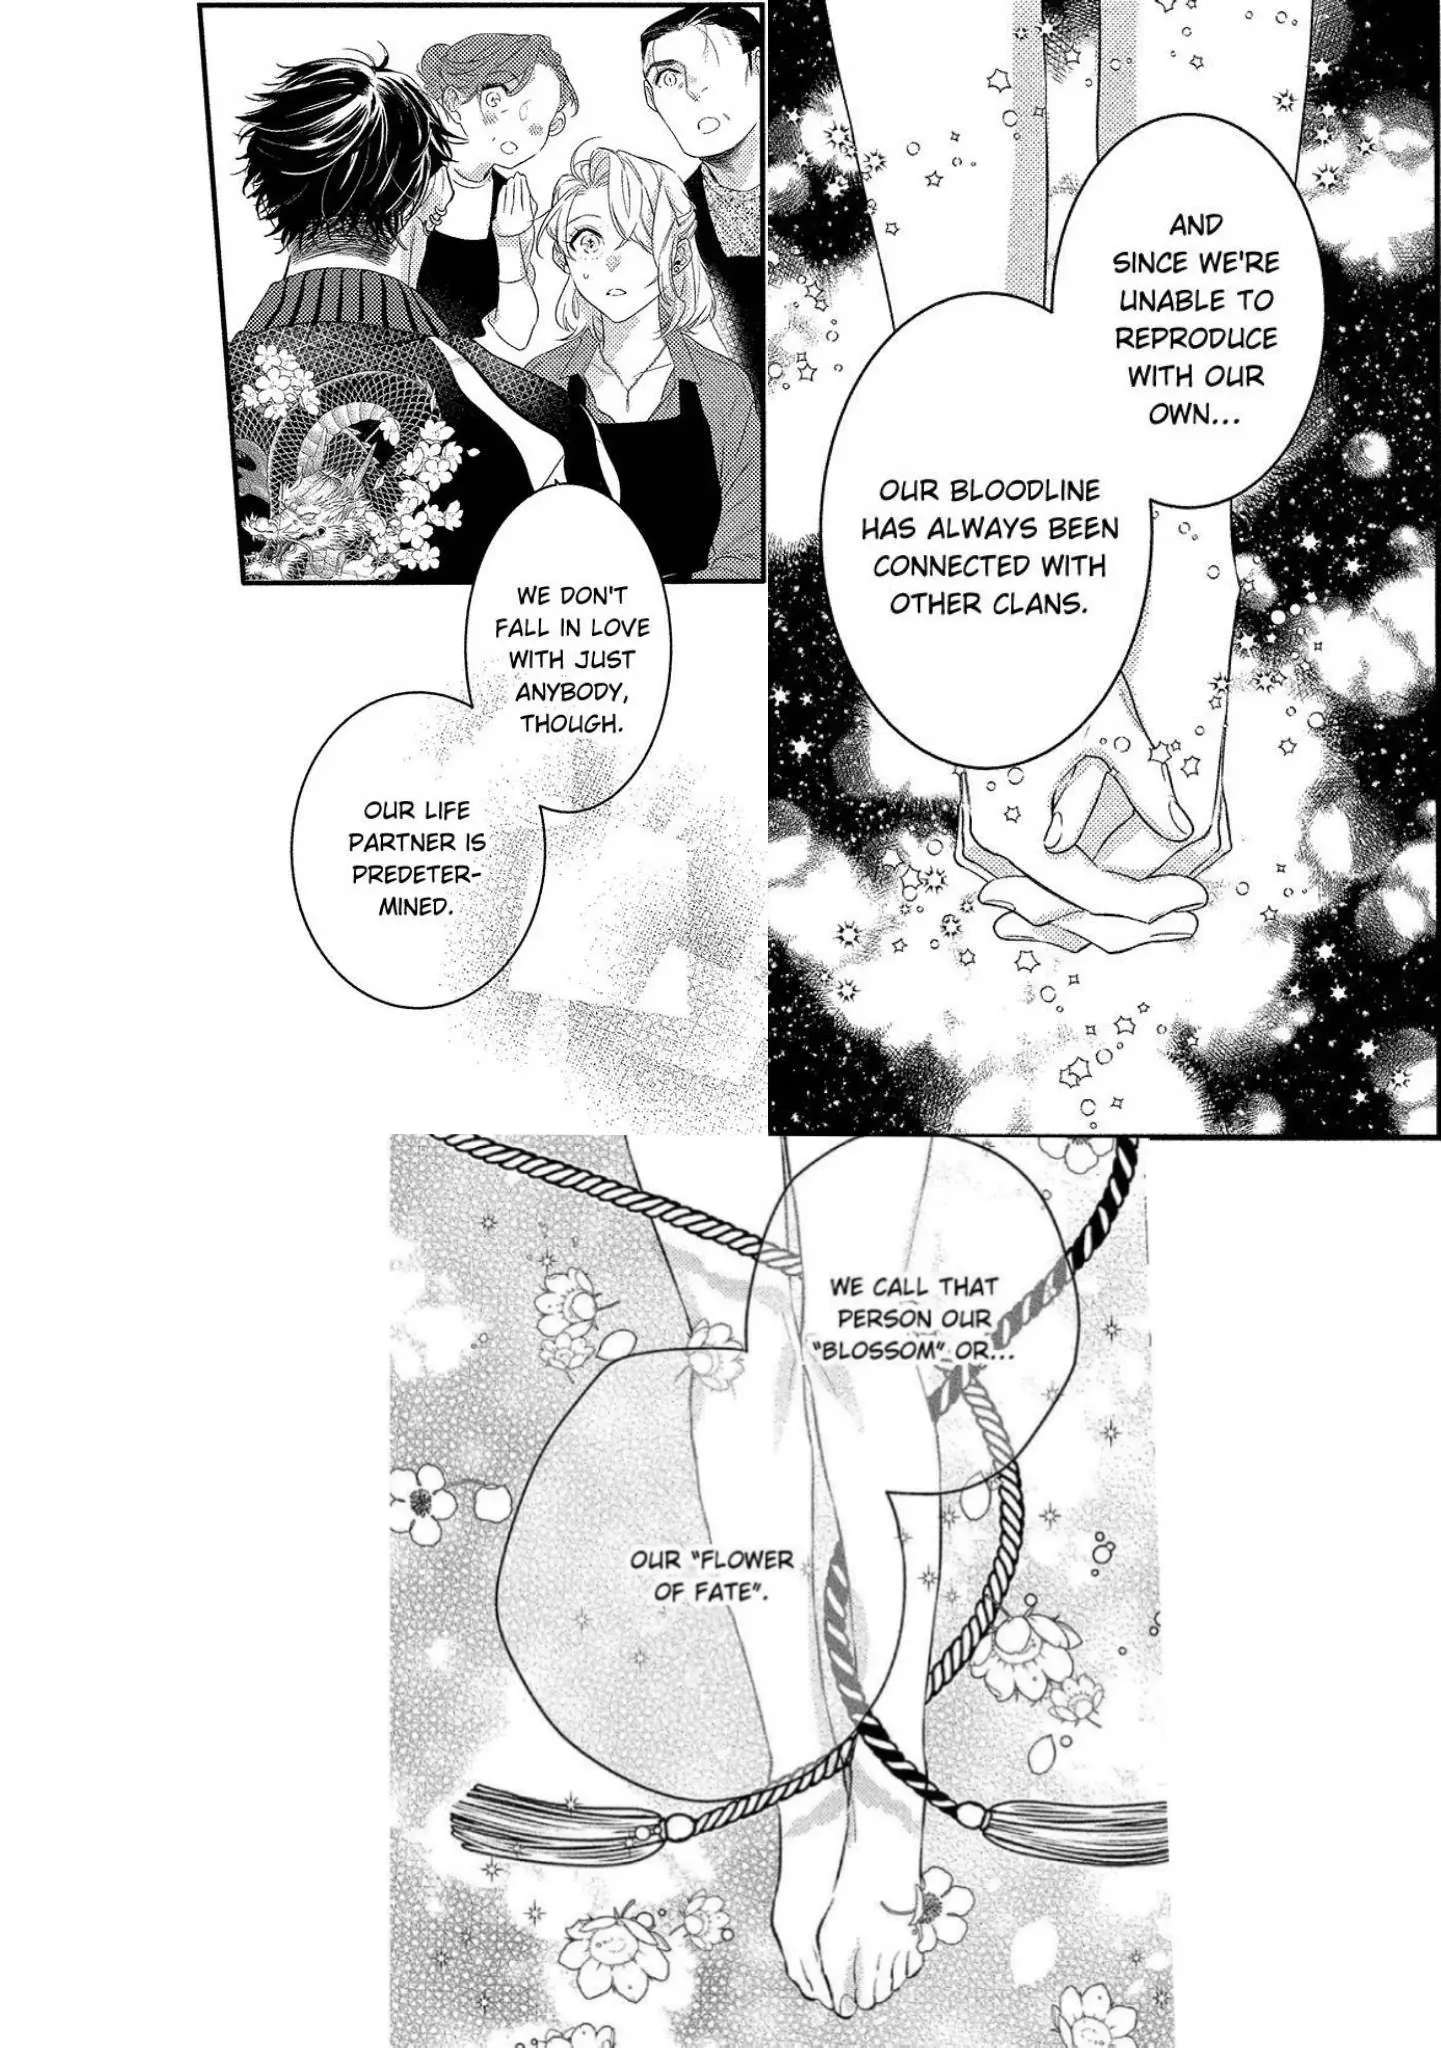 AND
SINCE WE'RE
UNABLE TO
REPRODUCE
WITH OUR
OWN...
OUR BLOODLINE
HAS ALWAYS BEEN
CONNECTED WITH
OTHER CLANS.
WE DON'T
FALL IN LOVE
WITH JUST
ANYBODY,
THOUGH.
OUR LIFE
PARTNER IS
PREDETER-
MINED.
WE CALL THAT
PERSON OUR
"BLOSSOM" OR...
OUR "FLOWER
OF FATE".